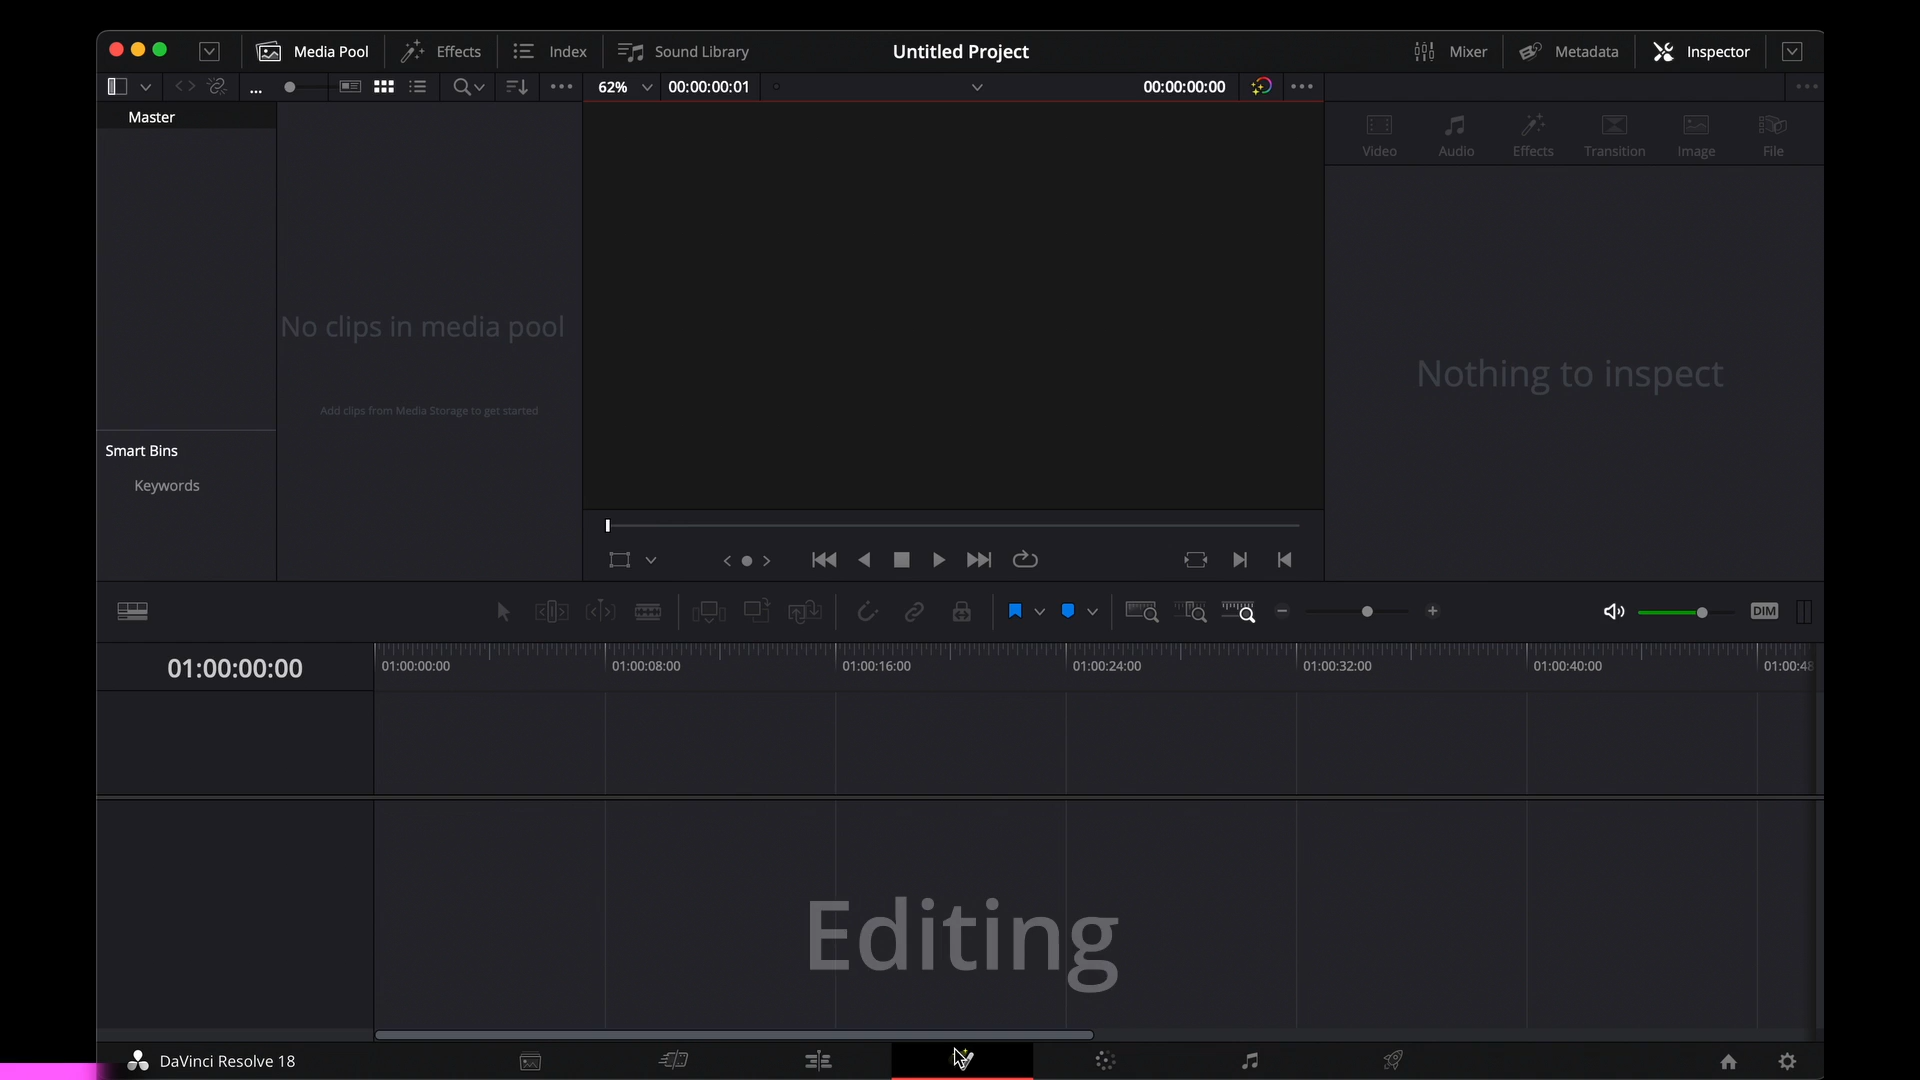 Media Pool
Effects
Index
Sound Library
Untitled Project
Mixer
Metadata
Inspector
62%
00:00:00:01
00:00:00:00
Master
Video
Audio
Effects
Transition
Image
File
No clips in media pool
Add clips from Media Storage to get started
Nothing to inspect
Smart Bins
Keywords
DIM
01:00:00:00
01:00:00:00
01:00:08:00
01:00:16:00
01:00:24:00
01:00:32:00
01:00:40:00
01:00:48
Editing
DaVinci Resolve 18